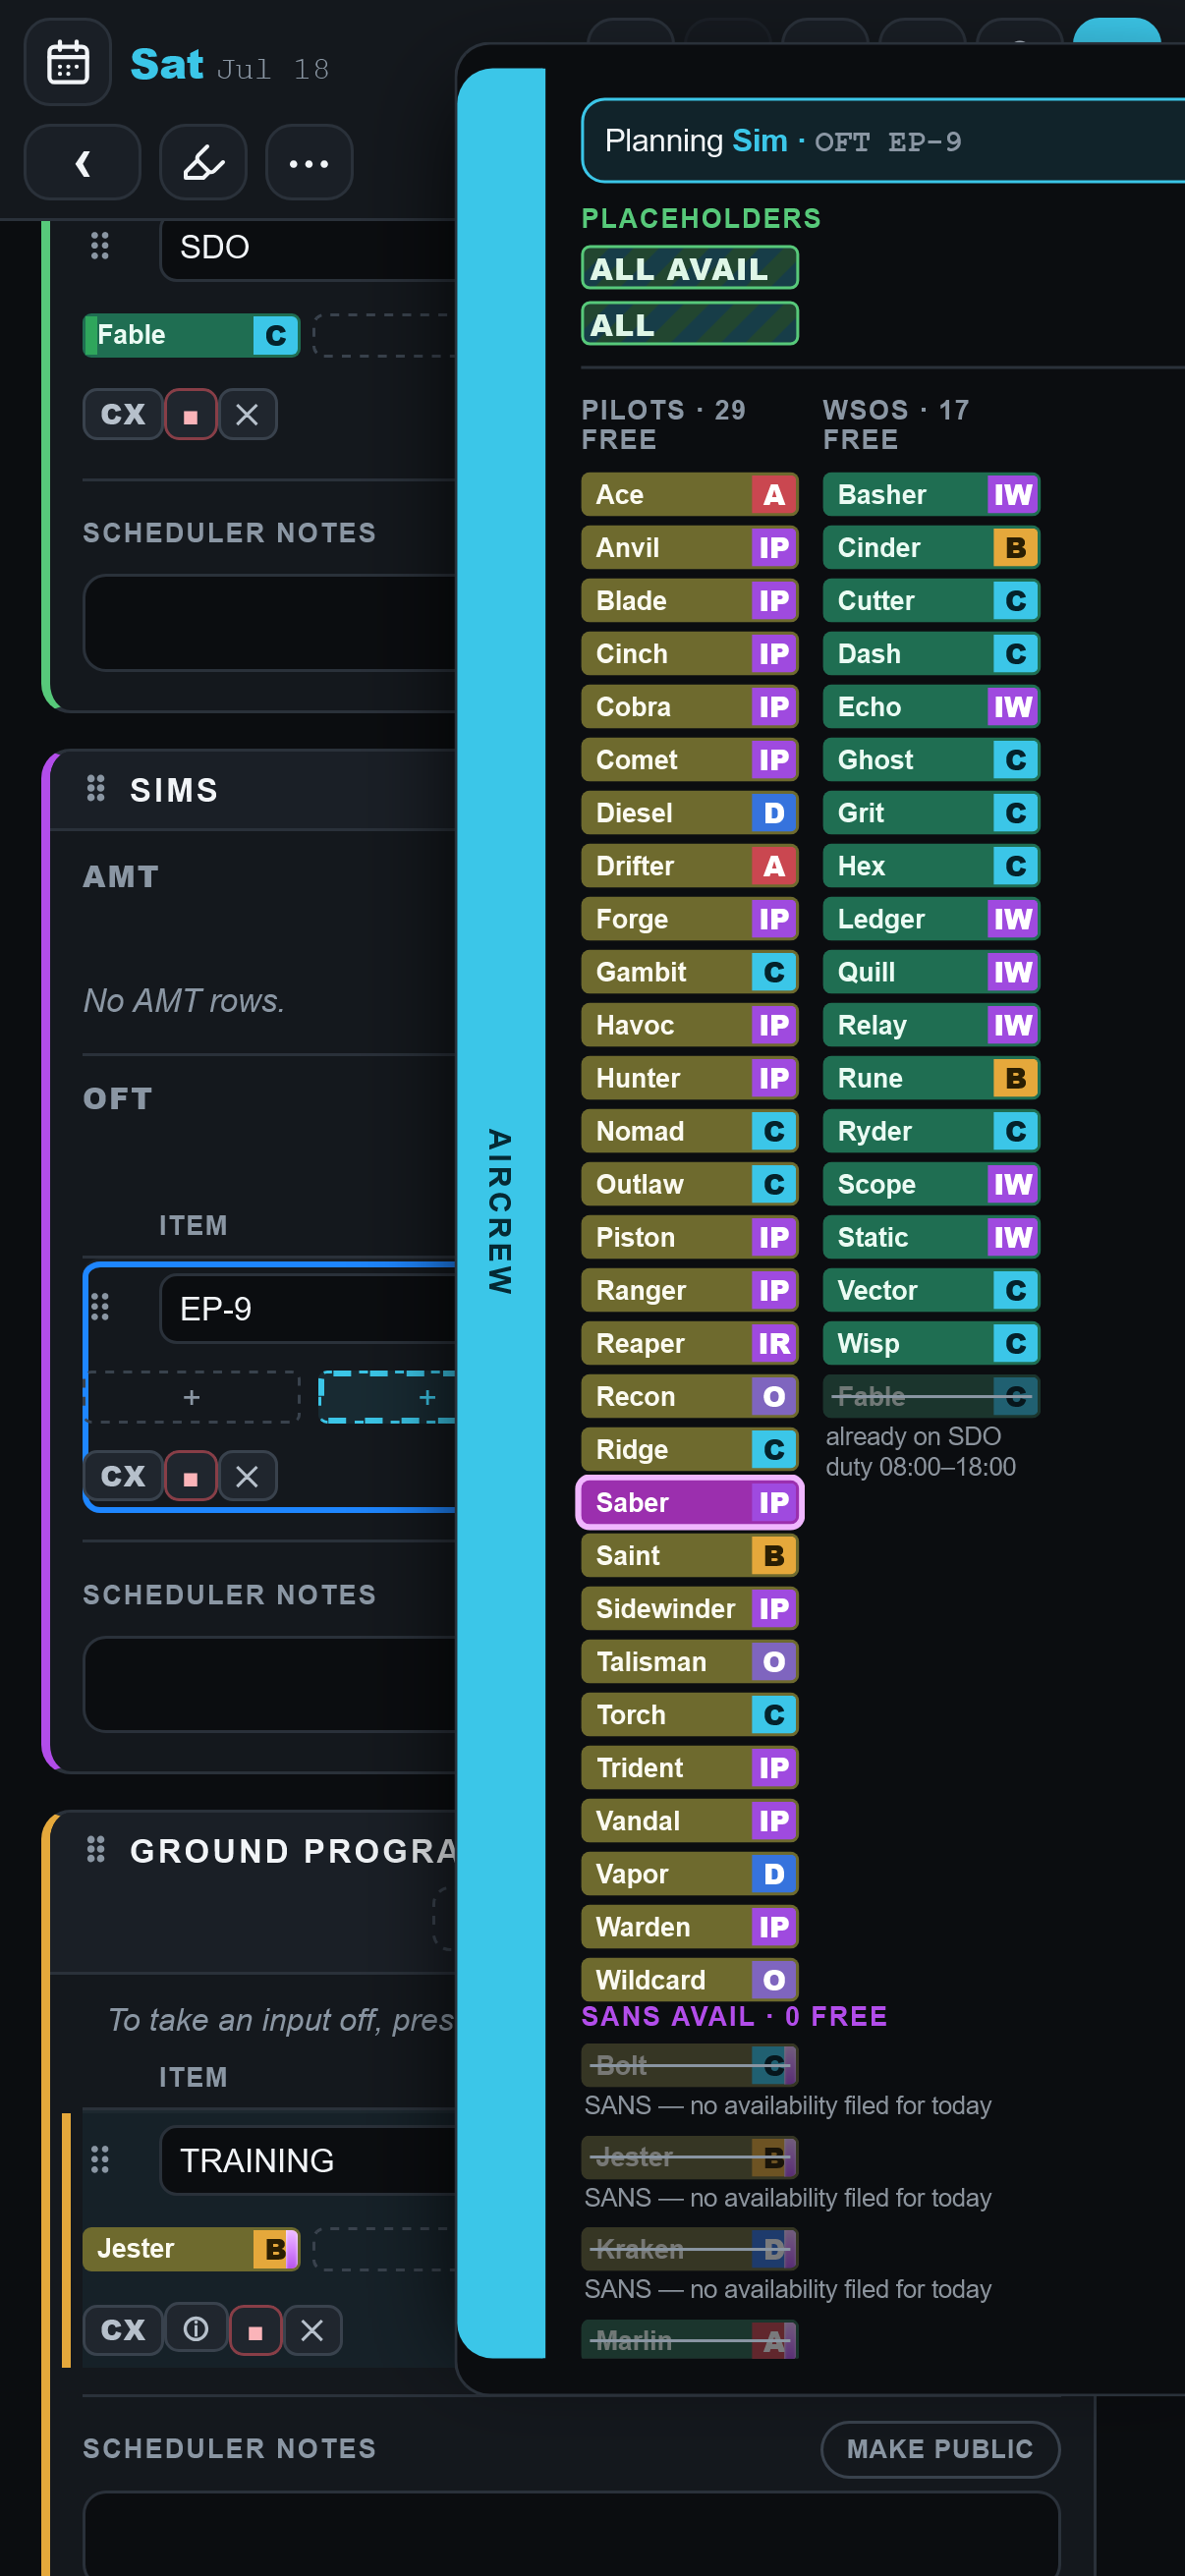 Sat Jul 18
SDO
Fable C
CX
SCHEDULER NOTES
SIMS
AMT
No AMT rows.
OFT
ITEM
EP-9
+ +
CX
SCHEDULER NOTES
GROUND PROGRA
To take an input off, pres
ITEM
TRAINING
Jester B
CX
SCHEDULER NOTES
MAKE PUBLIC
AIRCREW
Planning Sim · OFT EP-9
PLACEHOLDERS
ALL AVAIL
ALL
PILOTS · 29
FREE
Ace A
Anvil IP
Blade IP
Cinch IP
Cobra IP
Comet IP
Diesel D
Drifter A
Forge IP
Gambit C
Havoc IP
Hunter IP
Nomad C
Outlaw C
Piston IP
Ranger IP
Reaper IR
Recon O
Ridge C
Saber IP
Saint B
Sidewinder IP
Talisman O
Torch C
Trident IP
Vandal IP
Vapor D
Warden IP
Wildcard O
WSOS · 17
FREE
Basher IW
Cinder B
Cutter C
Dash C
Echo IW
Ghost C
Grit C
Hex C
Ledger IW
Quill IW
Relay IW
Rune B
Ryder C
Scope IW
Static IW
Vector C
Wisp C
Fable C
already on SDO
duty 08:00–18:00
SANS AVAIL · 0 FREE
Bolt C
SANS — no availability filed for today
Jester B
SANS — no availability filed for today
Kraken D
SANS — no availability filed for today
Marlin A